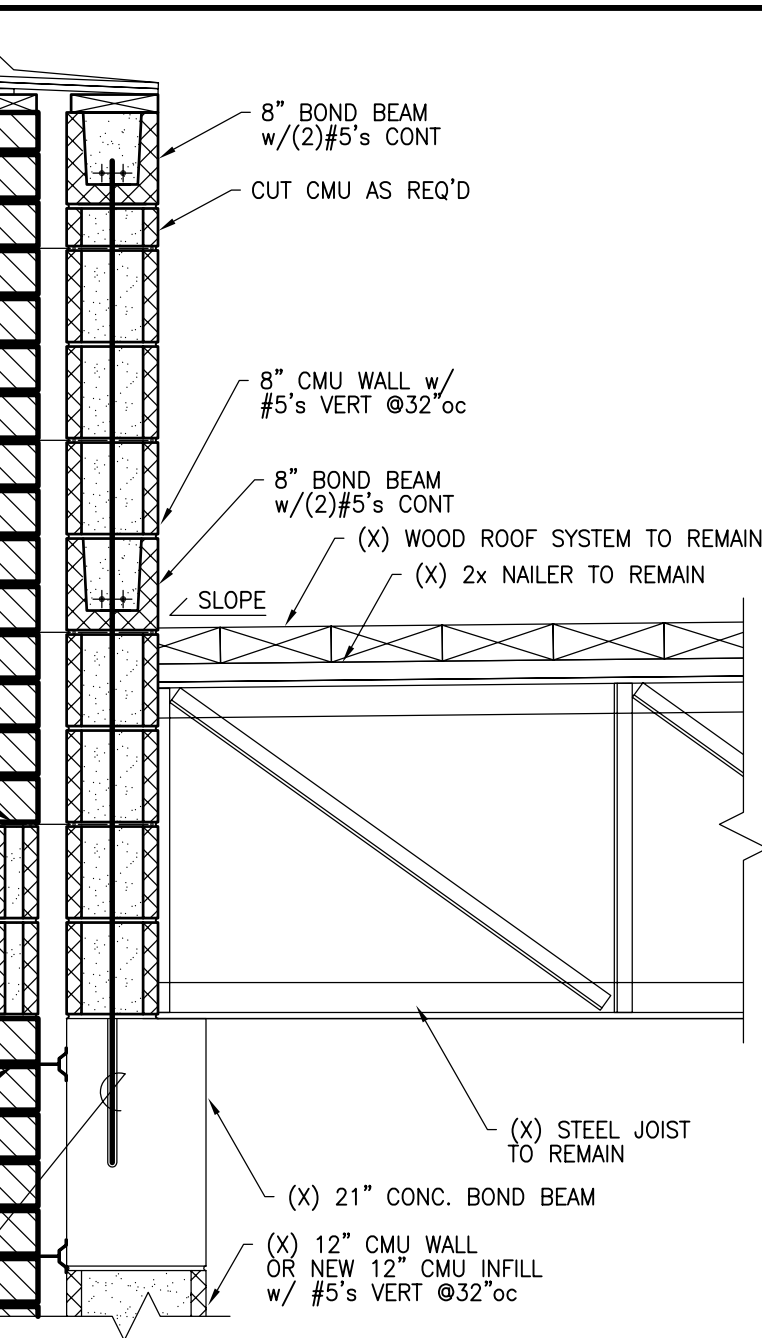 8" BOND BEAM
w/(2)#5's CONT
CUT CMU AS REQ'D
8" CMU WALL w/
#5's VERT @32"oc
8" BOND BEAM
w/(2)#5's CONT
(X) WOOD ROOF SYSTEM TO REMAIN
(X) 2x NAILER TO REMAIN
SLOPE
(X) STEEL JOIST
TO REMAIN
(X) 21" CONC. BOND BEAM
(X) 12" CMU WALL
OR NEW 12" CMU INFILL
w/ #5's VERT @32"oc